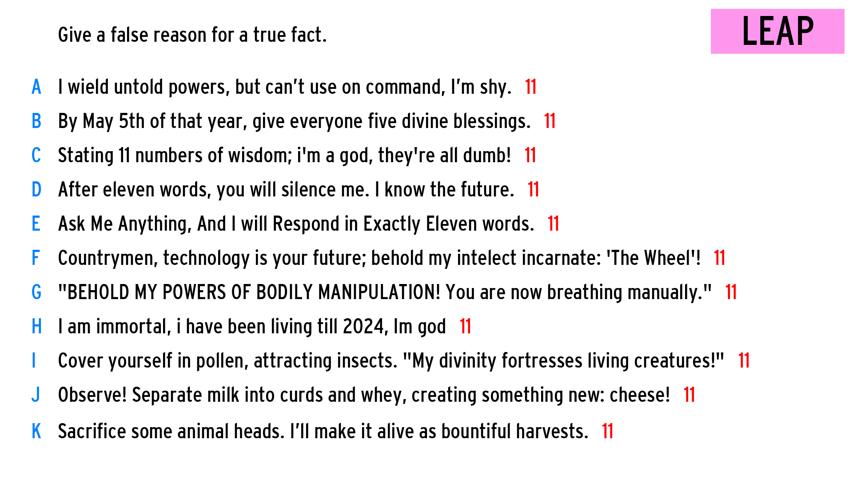 Give a false reason for a true fact.
LEAP
A I wield untold powers, but can't use on command, I'm shy. 11
B By May 5th of that year, give everyone five divine blessings. 11
C Stating 11 numbers of wisdom; i'm a god, they're all dumb! 11
D After eleven words, you will silence me. I know the future. 11
E Ask Me Anything, And I will Respond in Exactly Eleven words. 11
F Countrymen, technology is your future; behold my intelect incarnate: 'The Wheel'! 11
G "BEHOLD MY POWERS OF BODILY MANIPULATION! You are now breathing manually." 11
H I am immortal, i have been living till 2024, Im god 11
I Cover yourself in pollen, attracting insects. "My divinity fortresses living creatures!" 11
J Observe! Separate milk into curds and whey, creating something new: cheese! 11
K Sacrifice some animal heads. I'll make it alive as bountiful harvests. 11